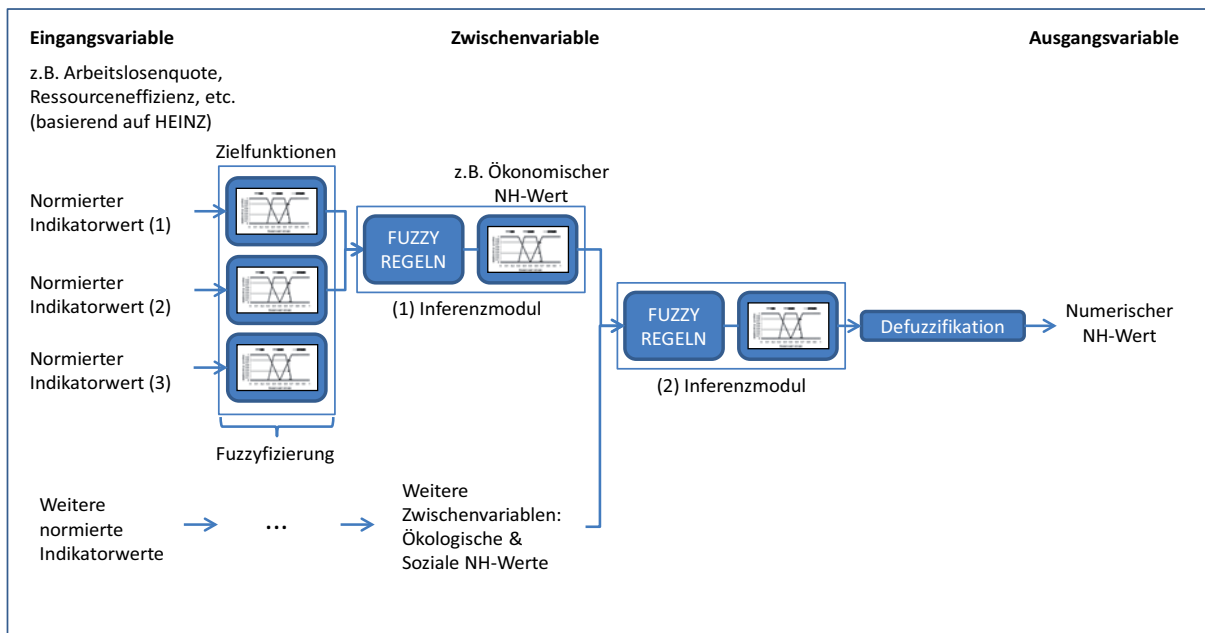 Eingangsvariable
Zwischenvariable
Ausgangsvariable
z.B. Arbeitslosenquote,
Ressourceneffizienz, etc.
(basierend auf HEINZ)
Zielfunktionen
z.B. Ökonomischer
NH-Wert
Normierter
Indikatorwert (1)
FUZZY
REGELN
(1) Inferenzmodul
Normierter
Indikatorwert (2)
FUZZY
REGELN
(2) Inferenzmodul
Defuzzifikation
Numerischer
NH-Wert
Normierter
Indikatorwert (3)
Fuzzyfizierung
Weitere
normierte
Indikatorwerte
...
Weitere
Zwischenvariablen:
Ökologische &
Soziale NH-Werte